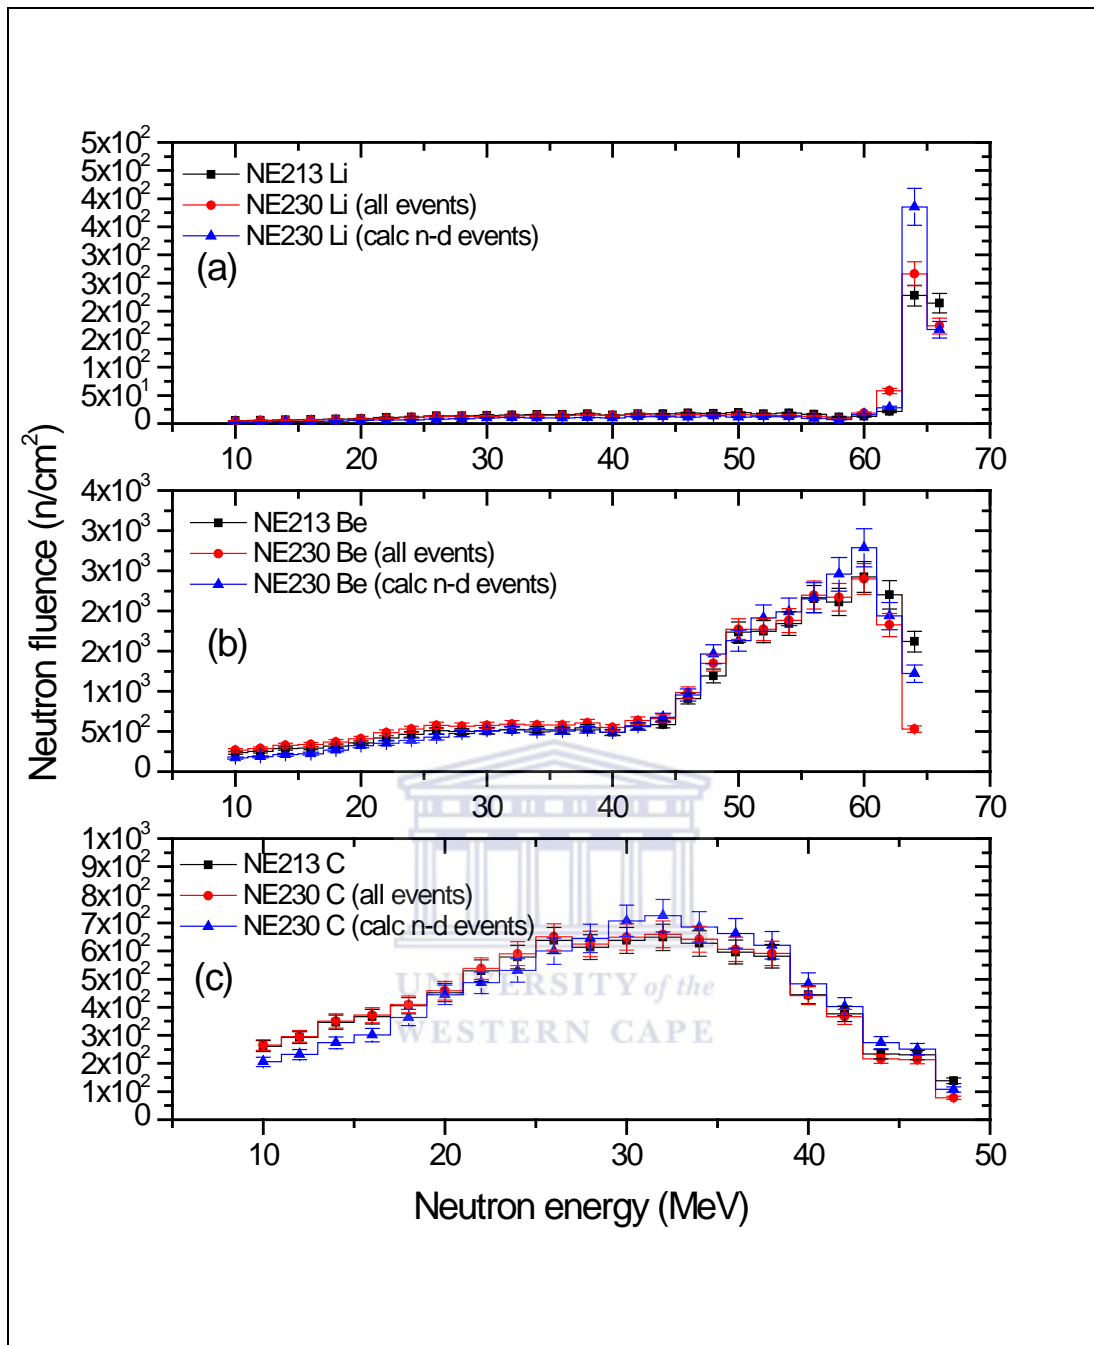 5x10²
5x10²
4x10²
4x10²
3x10²
3x10²
2x10²
2x10²
1x10²
5x10¹
0
NE213 Li
NE230 Li (all events)
NE230 Li (calc n-d events)
(a)
10 20 30 40 50 60 70
4x10³
3x10³
3x10³
2x10³
2x10³
1x10³
5x10²
0
NE213 Be
NE230 Be (all events)
NE230 Be (calc n-d events)
(b)
10 20 30 40 50 60 70
Neutron fluence (n/cm²)
1x10³
9x10²
8x10²
7x10²
6x10²
5x10²
4x10²
3x10²
2x10²
1x10²
0
NE213 C
NE230 C (all events)
NE230 C (calc n-d events)
(c)
UNIVERSITY of the
WESTERN CAPE
10 20 30 40 50
Neutron energy (MeV)